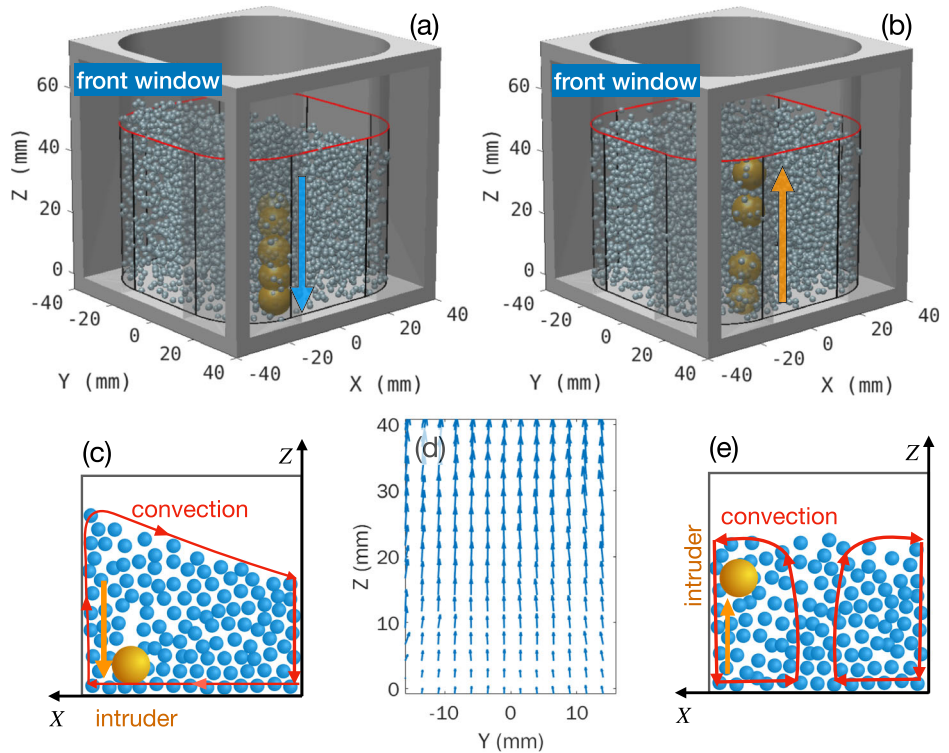 (a)
(b)
front window
front window
60
40
20
0
Z (mm)
-40
-20
0
20
40
Y (mm)
-40
-20
0
20
40
X (mm)
60
40
20
0
Z (mm)
-40
-20
0
20
40
Y (mm)
-40
-20
0
20
40
X (mm)
(c)
Z
convection
X
intruder
(d)
40
30
20
10
0
Z (mm)
-10
0
10
Y (mm)
(e)
Z
convection
intruder
X